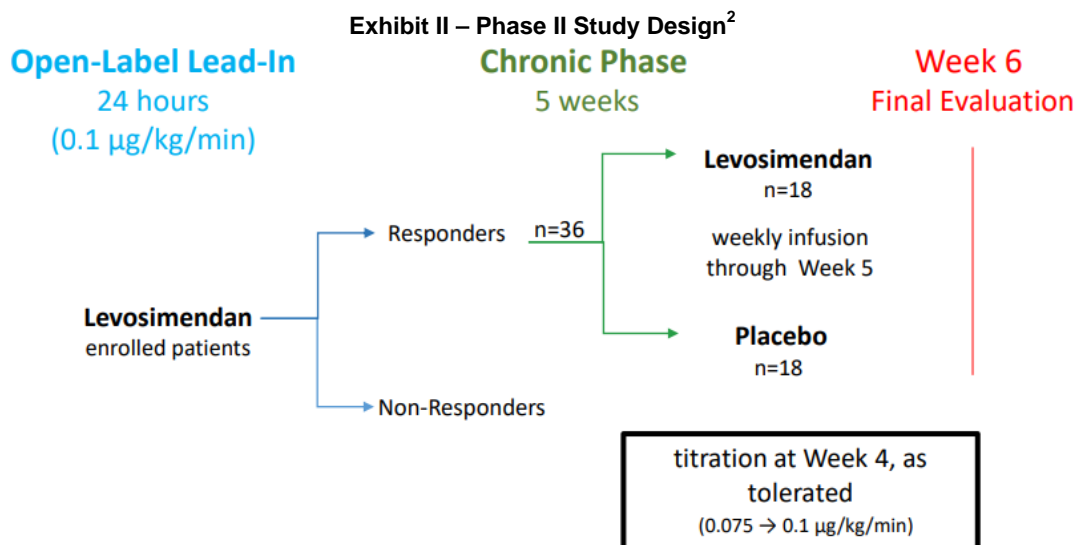 Exhibit II – Phase II Study Design2
Open-Label Lead-In
24 hours
(0.1 µg/kg/min)
Chronic Phase
5 weeks
Week 6
Final Evaluation
Levosimendan
enrolled patients
Responders
Non-Responders
n=36
Levosimendan
n=18
weekly infusion
through Week 5
Placebo
n=18
titration at Week 4, as
tolerated
(0.075 → 0.1 µg/kg/min)